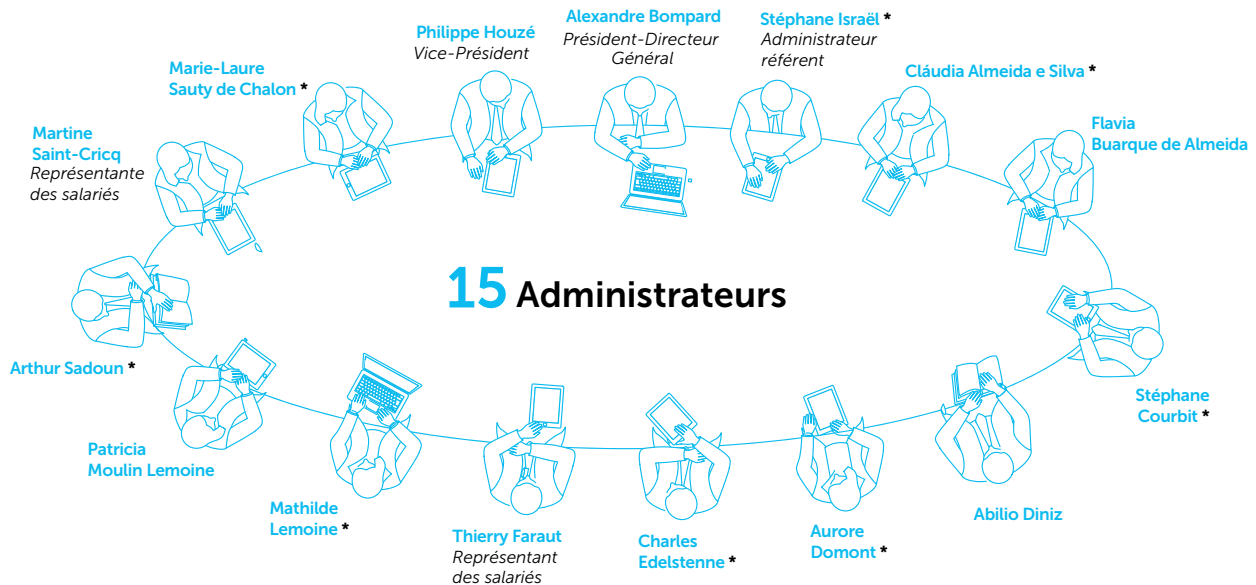 Alexandre Bompard
Président-Directeur
Général
Philippe Houzé
Vice-Président
Stéphane Israël *
Administrateur
référent
Marie-Laure
Sauty de Chalon *
Cláudia Almeida e Silva *
Martine
Saint-Cricq
Représentante
des salariés
Flavia
Buarque de Almeida
15 Administrateurs
Arthur Sadoun *
Stéphane
Courbit *
Patricia
Moulin Lemoine
Mathilde
Lemoine *
Thierry Faraut
Représentant
des salariés
Charles
Edelstenne *
Aurore
Domont *
Abilio Diniz